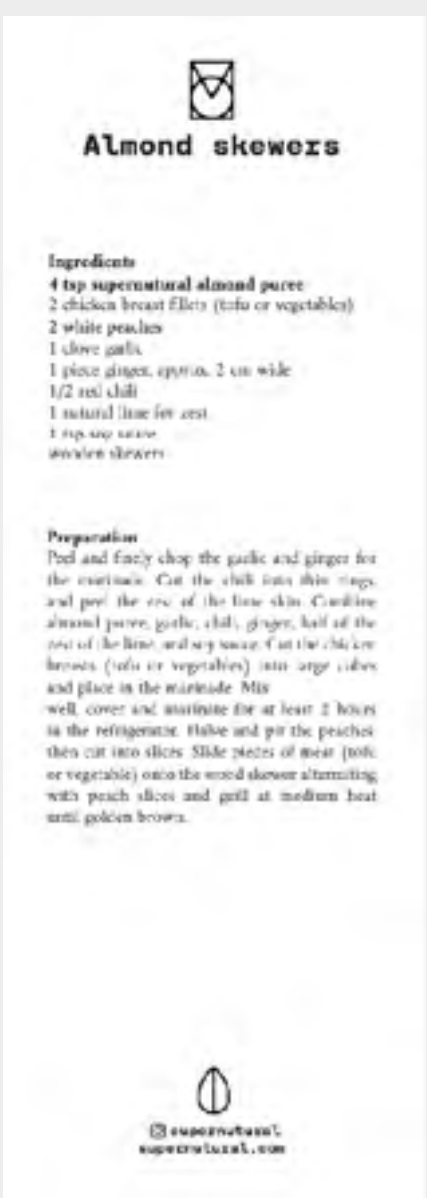 Almond skewers
Ingredients
4 tsp supernutural almond puree
2 chicken breast fillets (tofu or vegetables)
2 white peaches
1 clove garlic
1 piece ginger, approx. 2 cm wide
1/2 red chili
1 natural lime for zest
1 tsp soy sauce
wooden skewers
Preparation
Peel and finely chop the garlic and ginger for
the marinade. Cut the chili into thin rings
and peel the zest of the lime skin. Combine
almond puree, garlic, chili, ginger, half of the
zest of the lime, and soy sauce. Cut the chicken
breasts (tofu or vegetables) into large cubes
and place in the marinade. Mix
well, cover and marinate for at least 2 hours
in the refrigerator. Halve and pit the peaches,
then cut into slices. Slide pieces of meat (tofu
or vegetable) onto the wood skewer alternating
with peach slices and grill at medium heat
until golden brown.
supernutural
supernutural.com